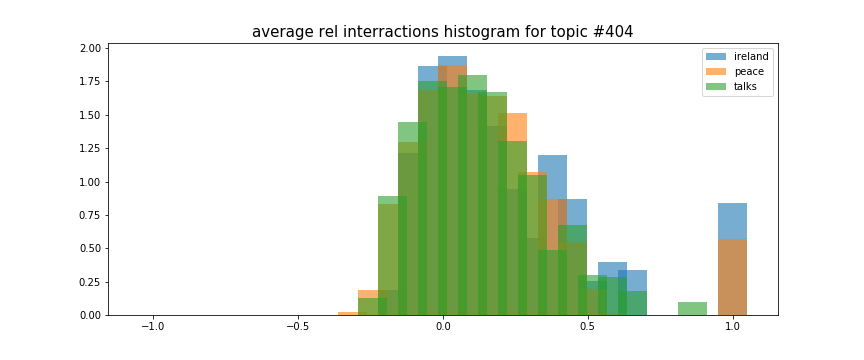 average rel interractions histogram for topic #404
ireland
peace
talks
2.00
1.75
1.50
1.25
1.00
0.75
0.50
0.25
0.00
−1.0 −0.5 0.0 0.5 1.0